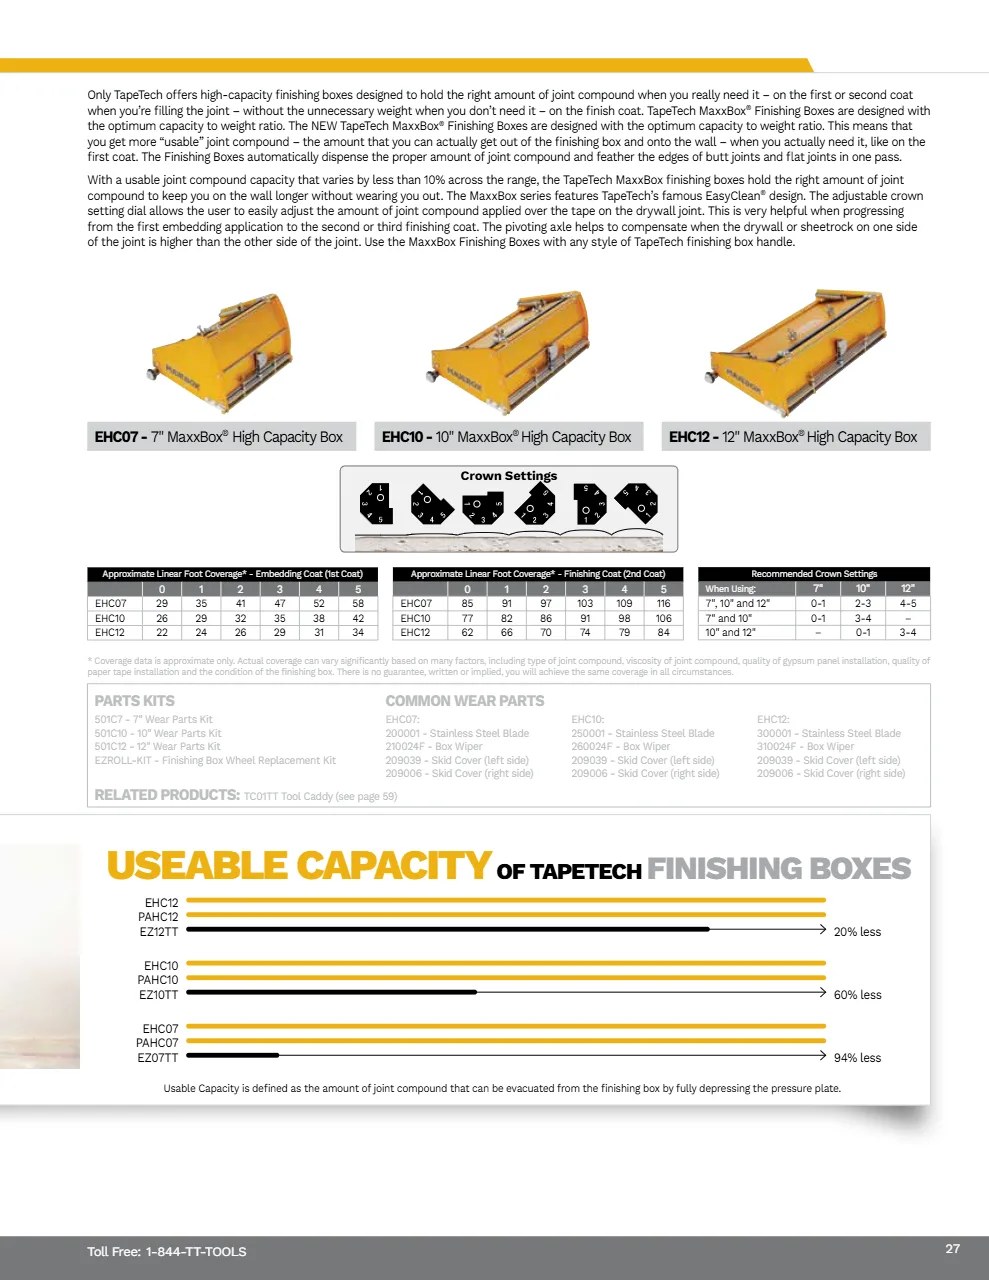 Only TapeTech offers high-capacity finishing boxes designed to hold the right amount of joint compound when you really need it – on the first or second coat
when you're filling the joint – without the unnecessary weight when you don't need it – on the finish coat. TapeTech MaxxBox® Finishing Boxes are designed with
the optimum capacity to weight ratio. The NEW TapeTech MaxxBox® Finishing Boxes are designed with the optimum capacity to weight ratio. This means that
you get more “usable” joint compound – the amount that you can actually get out of the finishing box and onto the wall – when you actually need it, like on the
first coat. The Finishing Boxes automatically dispense the proper amount of joint compound and feather the edges of butt joints and flat joints in one pass.
With a usable joint compound capacity that varies by less than 10% across the range, the TapeTech MaxxBox finishing boxes hold the right amount of joint
compound to keep you on the wall longer without wearing you out. The MaxxBox series features TapeTech's famous EasyClean® design. The adjustable crown
setting dial allows the user to easily adjust the amount of joint compound applied over the tape on the drywall joint. This is very helpful when progressing
from the first embedding application to the second or third finishing coat. The pivoting axle helps to compensate when the drywall or sheetrock on one side
of the joint is higher than the other side of the joint. Use the MaxxBox Finishing Boxes with any style of TapeTech finishing box handle.
MAXXBOX MAXXBOX MAXXBOX
EHC07 - 7" MaxxBox® High Capacity Box
EHC10 - 10" MaxxBox® High Capacity Box
EHC12 - 12" MaxxBox® High Capacity Box
Crown Settings
Approximate Linear Foot Coverage* - Embedding Coat (1st Coat)
0 1 2 3 4 5
EHC07 29 35 41 47 52 58
EHC10 26 29 32 35 38 42
EHC12 22 24 26 29 31 34
Approximate Linear Foot Coverage* - Finishing Coat (2nd Coat)
0 1 2 3 4 5
EHC07 85 91 97 103 109 116
EHC10 77 82 86 91 98 106
EHC12 62 66 70 74 79 84
Recommended Crown Settings
When Using: 7" 10" 12"
7", 10" and 12" 0-1 2-3 4-5
7" and 10" 0-1 3-4 –
10" and 12" – 0-1 3-4
* Coverage data is approximate only. Actual coverage can vary significantly based on many factors, including type of joint compound, viscosity of joint compound, quality of gypsum panel installation, quality of
paper tape installation and the condition of the finishing box. There is no guarantee, written or implied, you will achieve the same coverage in all circumstances.
PARTS KITS
501C7 - 7" Wear Parts Kit
501C10 - 10" Wear Parts Kit
501C12 - 12" Wear Parts Kit
EZROLL-KIT - Finishing Box Wheel Replacement Kit
COMMON WEAR PARTS
EHC07:
200001 - Stainless Steel Blade
210024F - Box Wiper
209039 - Skid Cover (left side)
209006 - Skid Cover (right side)
EHC10:
250001 - Stainless Steel Blade
260024F - Box Wiper
209039 - Skid Cover (left side)
209006 - Skid Cover (right side)
EHC12:
300001 - Stainless Steel Blade
310024F - Box Wiper
209039 - Skid Cover (left side)
209006 - Skid Cover (right side)
RELATED PRODUCTS: TC01TT Tool Caddy (see page 59)
USEABLE CAPACITY OF TAPETECH FINISHING BOXES
EHC12
PAHC12
EZ12TT 20% less
EHC10
PAHC10
EZ10TT 60% less
EHC07
PAHC07
EZ07TT 94% less
Usable Capacity is defined as the amount of joint compound that can be evacuated from the finishing box by fully depressing the pressure plate.
Toll Free: 1-844-TT-TOOLS
27